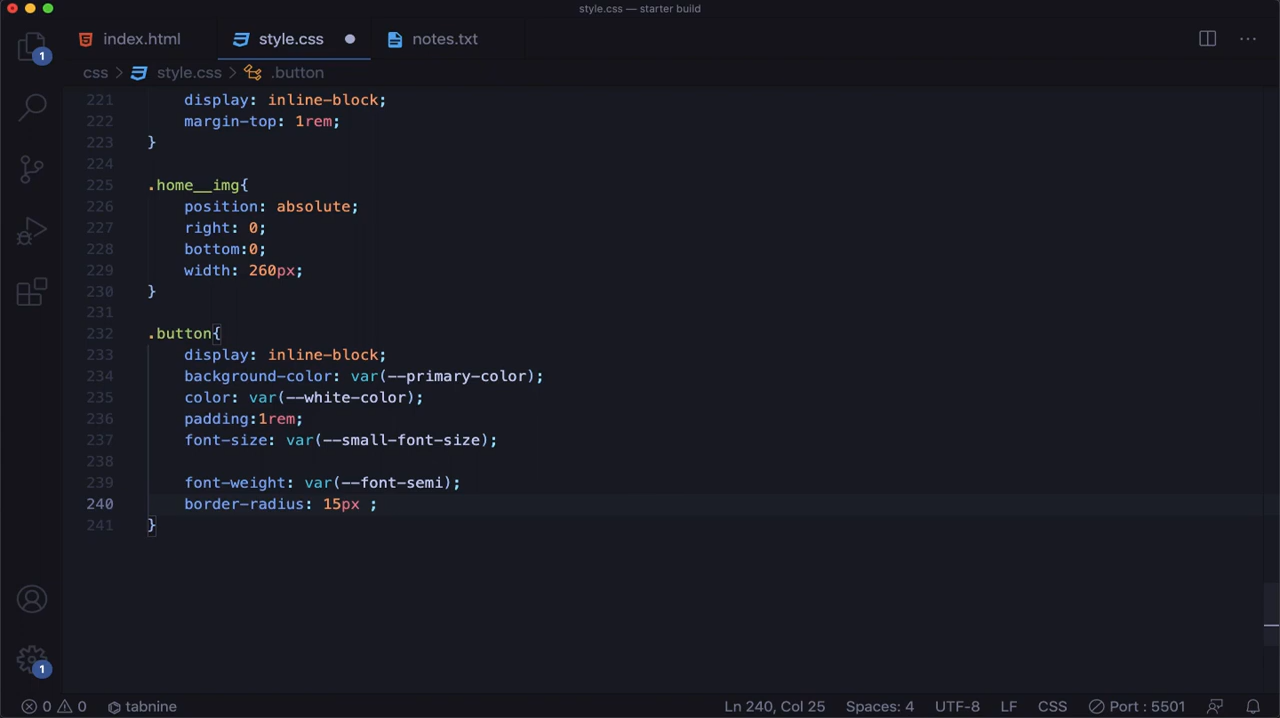 style.css — starter build
index.html style.css notes.txt
1
css > style.css > .button
221 display: inline-block;
222 margin-top: 1rem;
223 }
224
225 .home__img{
226 position: absolute;
227 right: 0;
228 bottom:0;
229 width: 260px;
230 }
231
232 .button{
233 display: inline-block;
234 background-color: var(--primary-color);
235 color: var(--white-color);
236 padding:1rem;
237 font-size: var(--small-font-size);
238
239 font-weight: var(--font-semi);
240 border-radius: 15px ;
241 }
1
0 0 tabnine Ln 240, Col 25 Spaces: 4 UTF-8 LF CSS Port : 5501